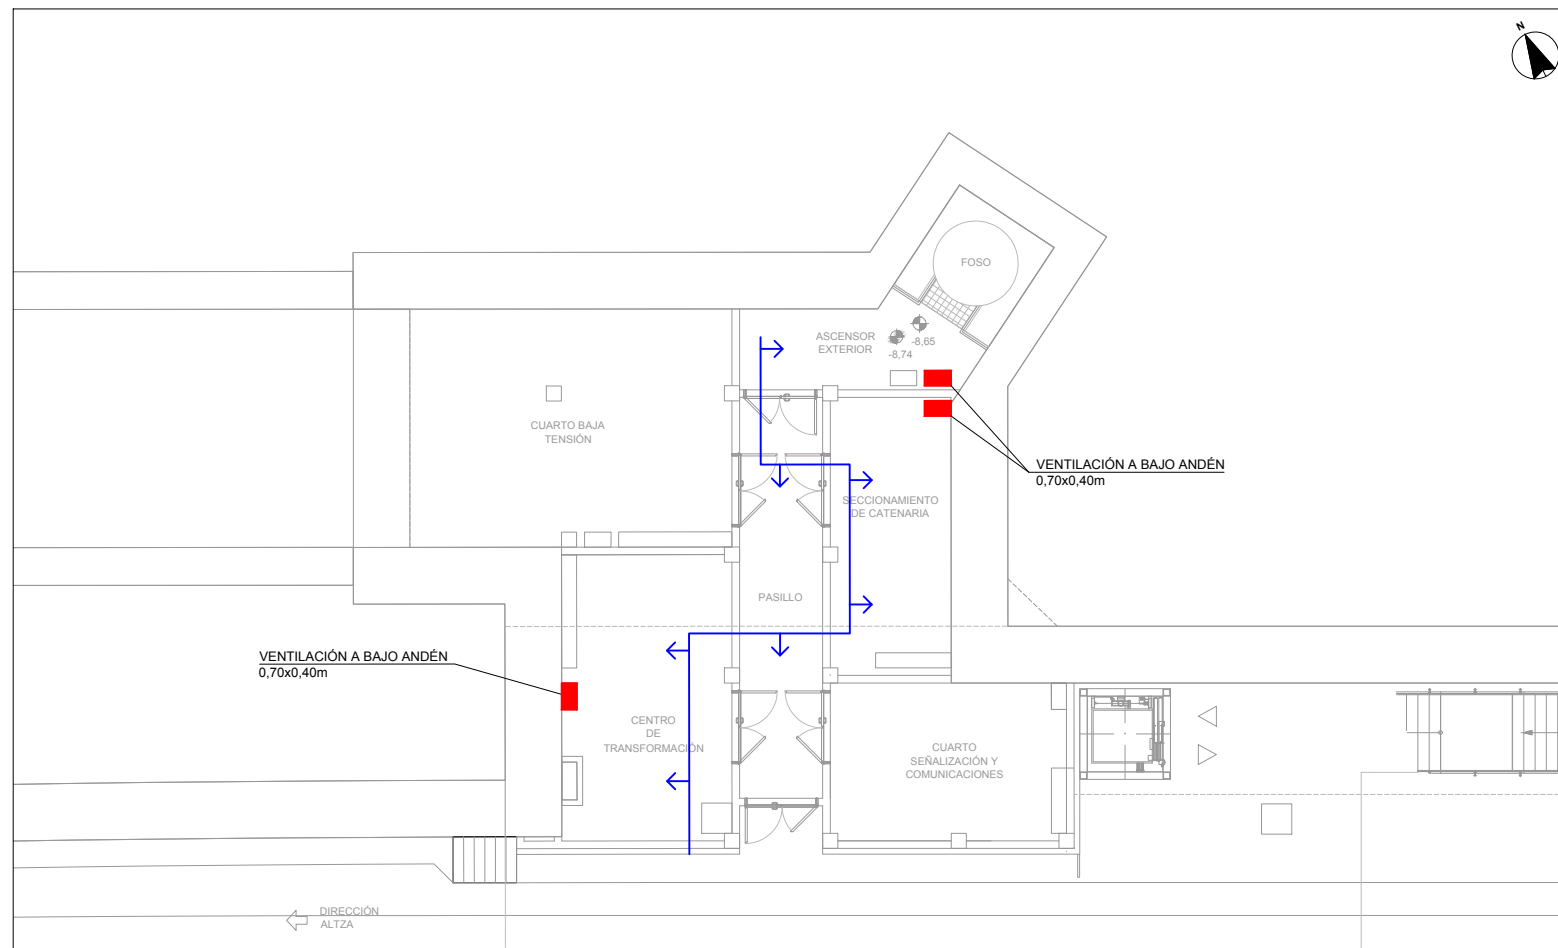 N
FOSO
ASCENSOR
EXTERIOR
-8,65
-8,74
CUARTO BAJA
TENSIÓN
VENTILACIÓN A BAJO ANDÉN
0,70x0,40m
SECCIONAMIENTO
DE CATENARIA
PASILLO
VENTILACIÓN A BAJO ANDÉN
0,70x0,40m
CENTRO
DE
TRANSFORMACIÓN
CUARTO
SEÑALIZACIÓN Y
COMUNICACIONES
DIRECCIÓN
ALTZA